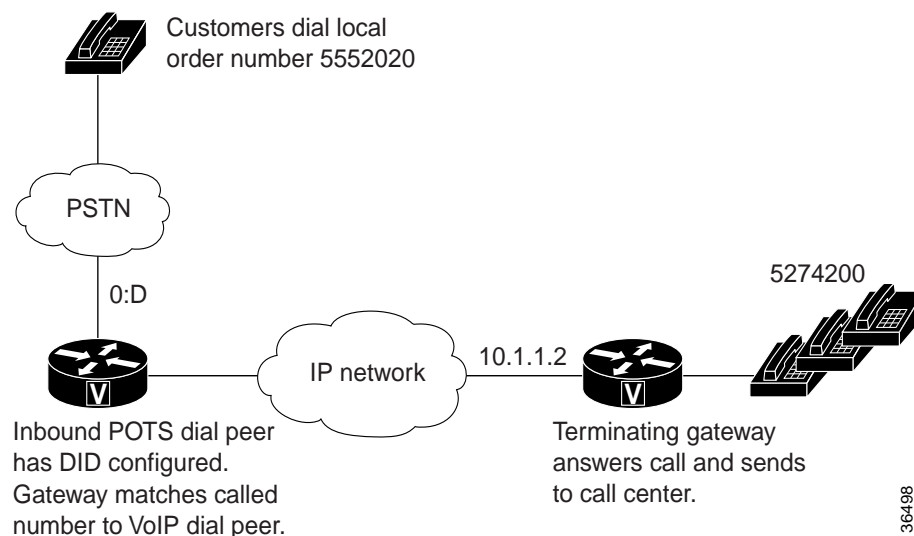 Customers dial local
order number 5552020
PSTN
0:D
5274200
IP network
10.1.1.2
V
V
Inbound POTS dial peer
has DID configured.
Gateway matches called
number to VoIP dial peer.
Terminating gateway
answers call and sends
to call center.
36498